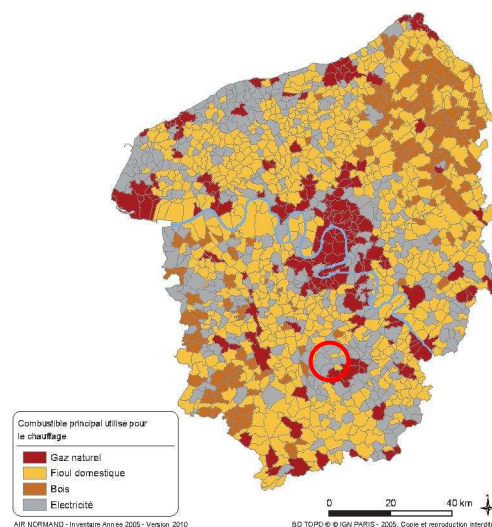 Combustible principal utilisé pour
le chauffage
Gaz naturel
Fioul domestique
Bois
Electricité
0 20 40 km
AIR NORMAND - Inventaire Année 2005 - Version 2010
BD TOPO ® © IGN PARIS - 2005. Copie et reproduction interdite